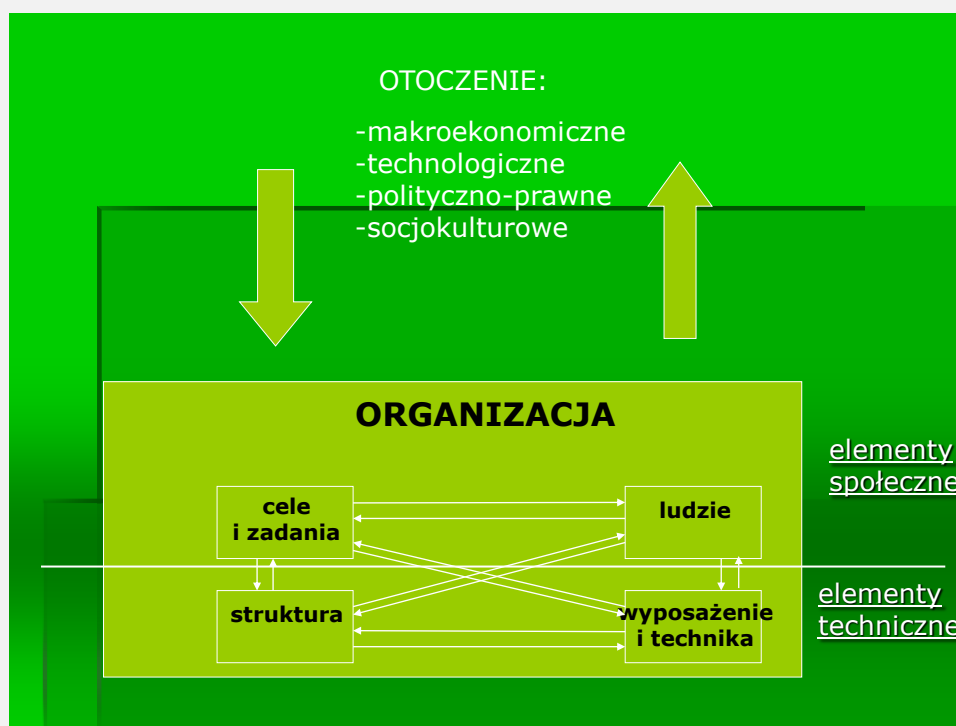 OTOCZENIE:
-makroekonomiczne
-technologiczne
-polityczno-prawne
-socjokulturowe
ORGANIZACJA
elementy
społeczne
cele
i zadania
ludzie
struktura
wyposażenie
i technika
elementy
techniczne